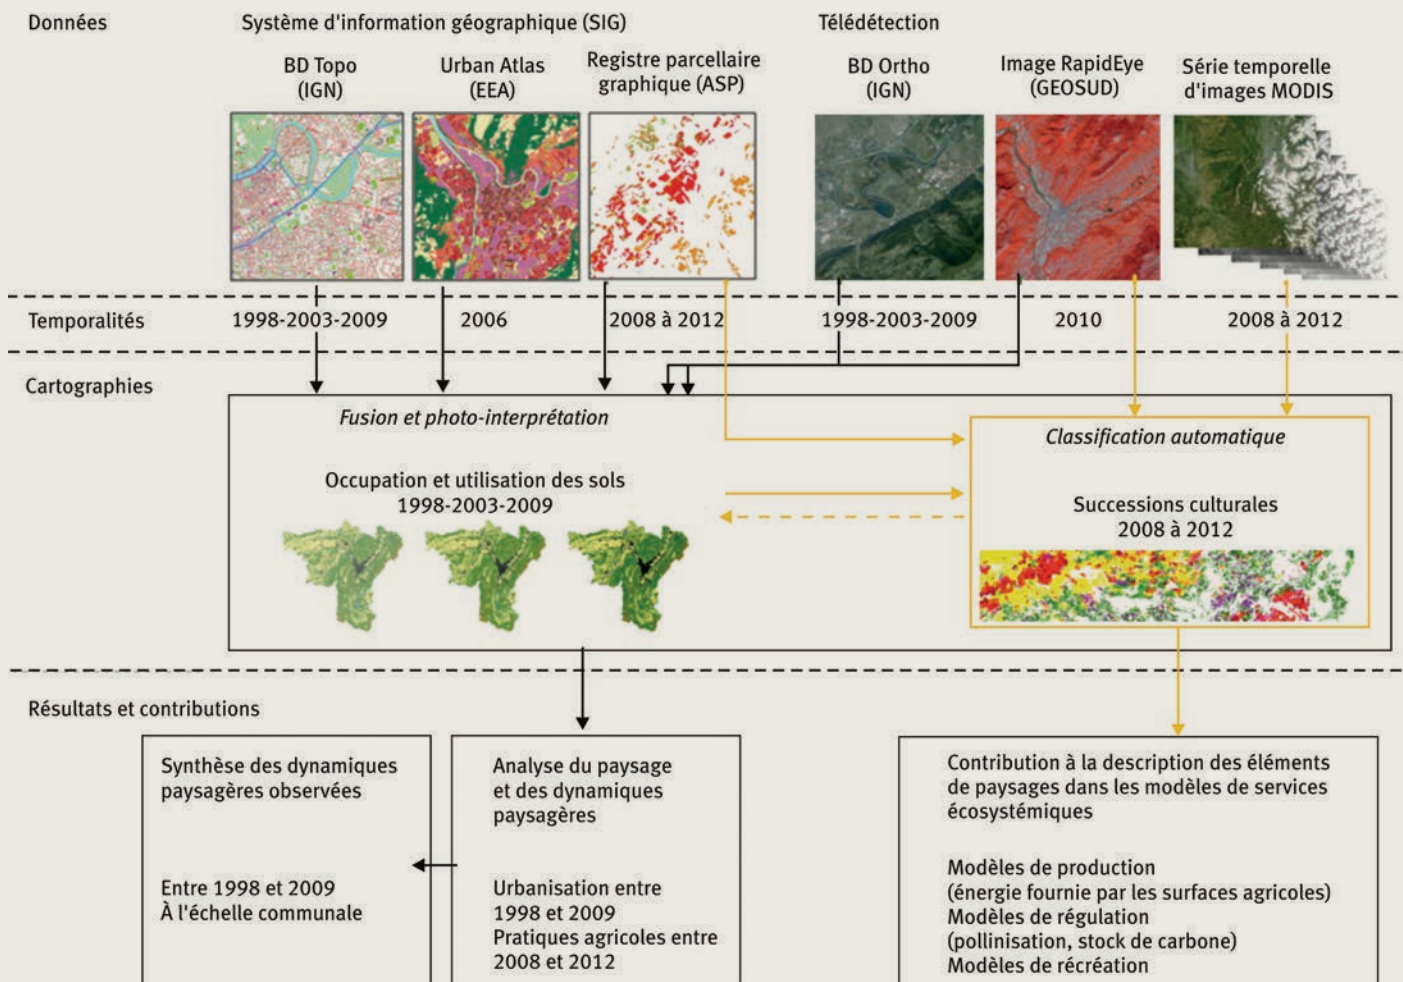 Données
Système d'information géographique (SIG)
Télédétection
BD Topo
(IGN)
Urban Atlas
(EEA)
Registre parcellaire
graphique (ASP)
BD Ortho
(IGN)
Image RapidEye
(GEOSUD)
Série temporelle
d'images MODIS
Temporalités
1998-2003-2009
2006
2008 à 2012
1998-2003-2009
2010
2008 à 2012
Cartographies
Fusion et photo-interprétation
Occupation et utilisation des sols
1998-2003-2009
Classification automatique
Successions culturales
2008 à 2012
Résultats et contributions
Synthèse des dynamiques
paysagères observées
Entre 1998 et 2009
À l'échelle communale
Analyse du paysage
et des dynamiques
paysagères
Urbanisation entre
1998 et 2009
Pratiques agricoles entre
2008 et 2012
Contribution à la description des éléments
de paysages dans les modèles de services
écosystémiques
Modèles de production
(énergie fournie par les surfaces agricoles)
Modèles de régulation
(pollinisation, stock de carbone)
Modèles de récréation